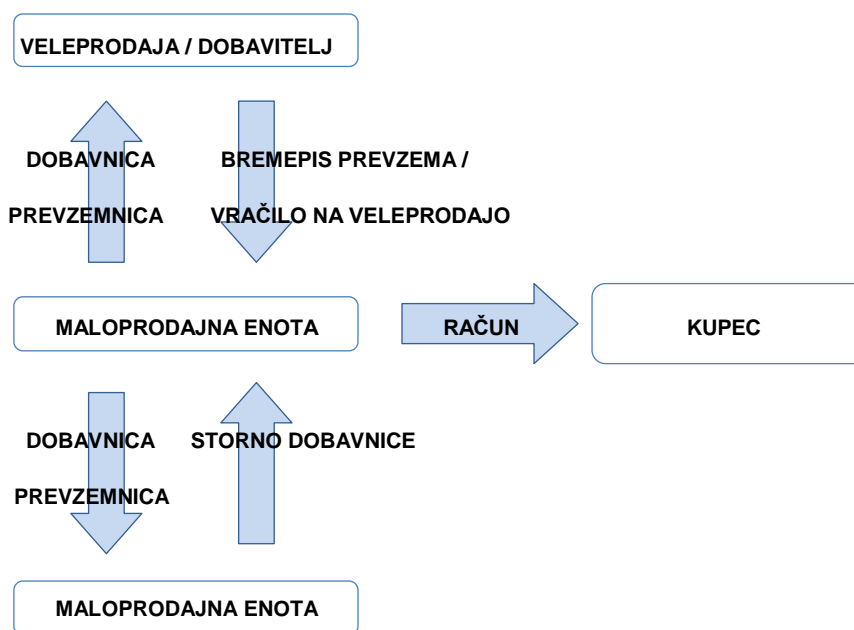 VELEPRODAJA / DOBAVITELJ
DOBAVNICA
PREVZEMNICA
BREMEPIS PREVZEMA /
VRAČILO NA VELEPRODAJO
MALOPRODAJNA ENOTA
RAČUN
KUPEC
DOBAVNICA
PREVZEMNICA
STORNO DOBAVNICE
MALOPRODAJNA ENOTA